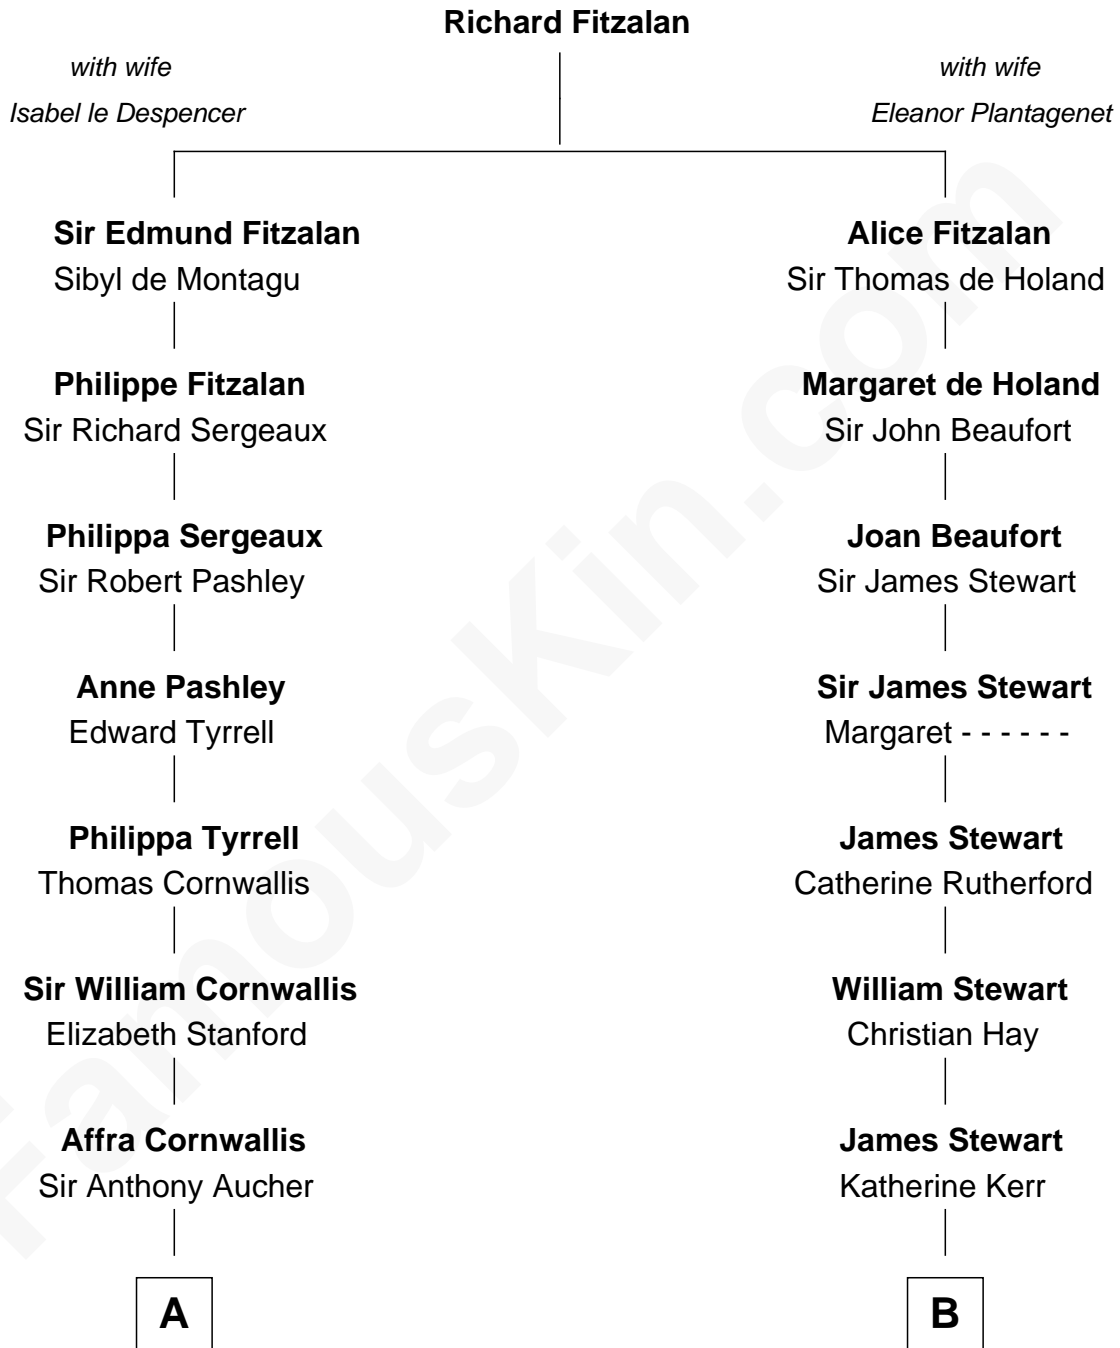 Richard Fitzalan
with wife
Isabel le Despencer
with wife
Eleanor Plantagenet
Sir Edmund Fitzalan
Sibyl de Montagu
Alice Fitzalan
Sir Thomas de Holand
Philippe Fitzalan
Sir Richard Sergeaux
Margaret de Holand
Sir John Beaufort
Philippa Sergeaux
Sir Robert Pashley
Joan Beaufort
Sir James Stewart
Anne Pashley
Edward Tyrrell
Sir James Stewart
Margaret - - - - - -
Philippa Tyrrell
Thomas Cornwallis
James Stewart
Catherine Rutherford
Sir William Cornwallis
Elizabeth Stanford
William Stewart
Christian Hay
Affra Cornwallis
Sir Anthony Aucher
James Stewart
Katherine Kerr
A
B
FamousKin.com